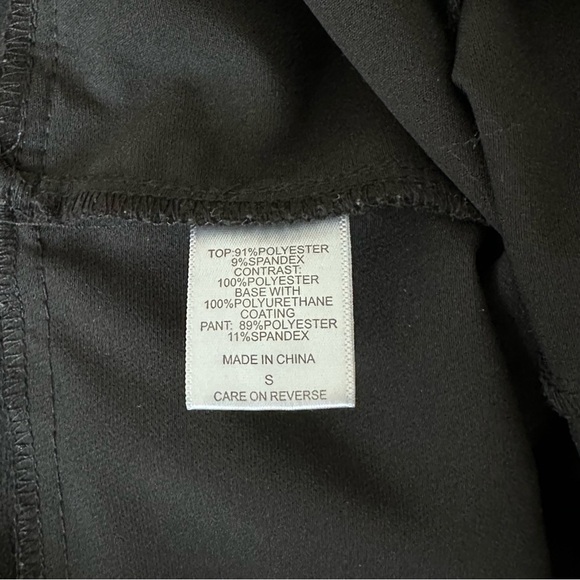 TOP:91%POLYESTER
9%SPANDEX
CONTRAST:
100%POLYESTER
BASE WITH
100%POLYURETHANE
COATING
PANT: 89%POLYESTER
11%SPANDEX
MADE IN CHINA
S
CARE ON REVERSE